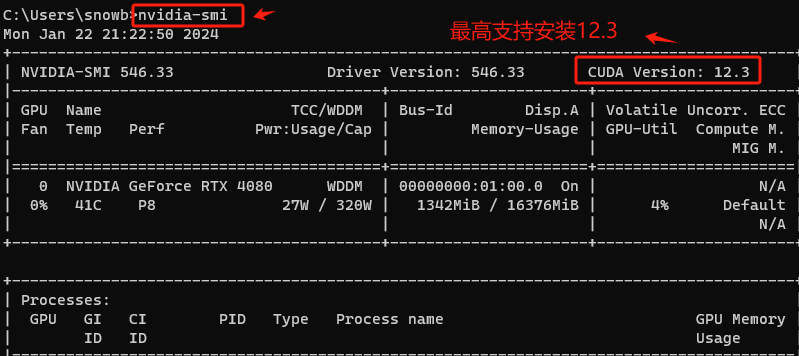 C:\Users\snowb>nvidia-smi
最高支持安装12.3
Mon Jan 22 21:22:50 2024
NVIDIA-SMI 546.33 Driver Version: 546.33 CUDA Version: 12.3
GPU Name TCC/WDDM | Bus-Id Disp.A | Volatile Uncorr. ECC
Fan Temp Perf Pwr:Usage/Cap | Memory-Usage | GPU-Util Compute M.
MIG M.
0 NVIDIA GeForce RTX 4080 WDDM | 00000000:01:00.0 On | N/A
0% 41C P8 27W / 320W | 1342MiB / 16376MiB | 4% Default
N/A
Processes:
GPU GI CI PID Type Process name GPU Memory
ID ID Usage